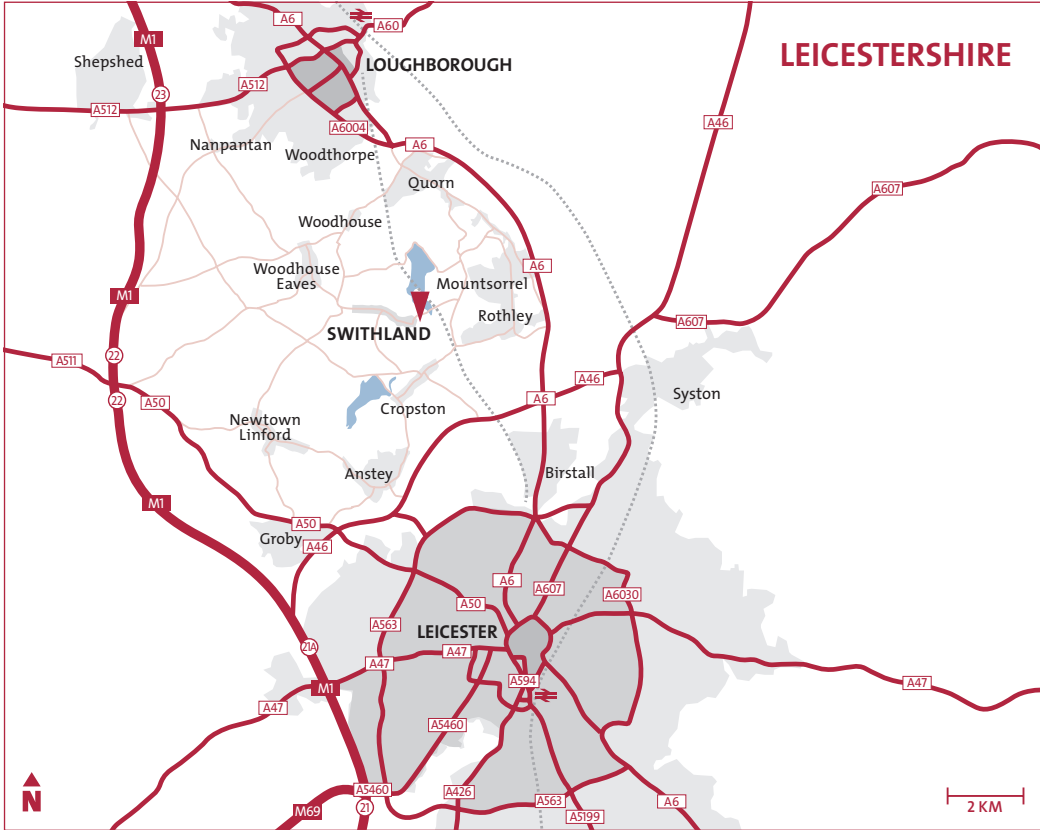 A6
A60
M1
LEICESTERSHIRE
Shepshed
LOUGHBOROUGH
A512
23
A512
A46
A6004
Nanpantan
A6
Woodthorpe
Quorn
A607
Woodhouse
A6
Woodhouse
Eaves
Mountsorrel
M1
Rothley
A607
SWITHLAND
22
A511
A46
22
A50
A6
Syston
Cropston
Newtown
Linford
Anstey
Birstall
M1
A50
Groby
A46
A6
A607
A6030
A50
A563
LEICESTER
21A
A47
A47
A594
A47
M1
A47
A5460
N
A5460
A426
A563
A6
2 KM
21
M69
A5199